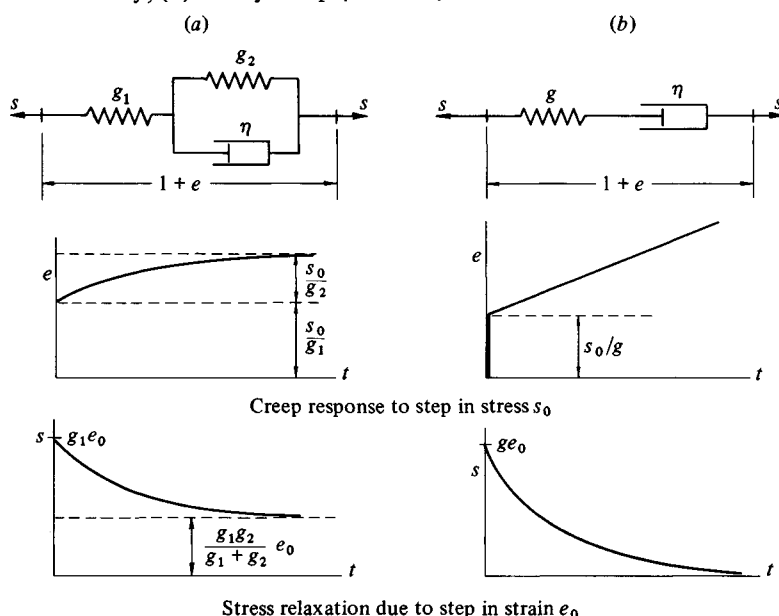 (a) (b)
g₁ g₂ η s s
g η s s
1 + e 1 + e
e s₀/g₂ s₀/g₁ t
e s₀/g t
Creep response to step in stress s₀
s g₁e₀ g₁g₂/g₁ + g₂ e₀ t
ge₀ s t
Stress relaxation due to step in strain e₀